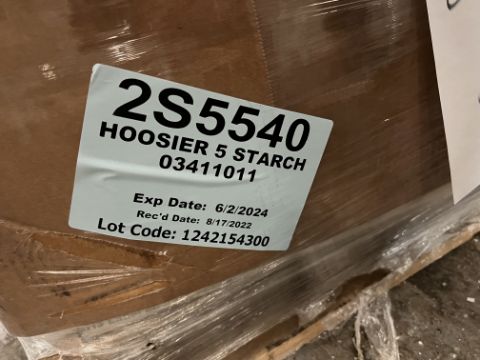 2S5540
HOOSIER 5 STARCH
03411011
Exp Date: 6/2/2024
Rec'd Date: 8/17/2022
Lot Code: 1242154300